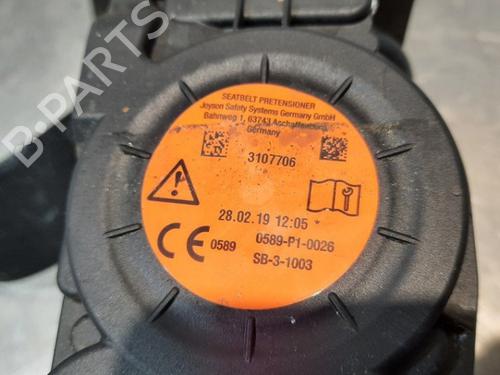 B-PARTS
SEATBELT PRETENSIONER
Joyson Safety Systems Germany GmbH
Bahnweg 1, 63743 Aschaffenburg
Germany
3107706
28.02.19 12:05 *
CE 0589 0589-P1-0026
SB-3-1003